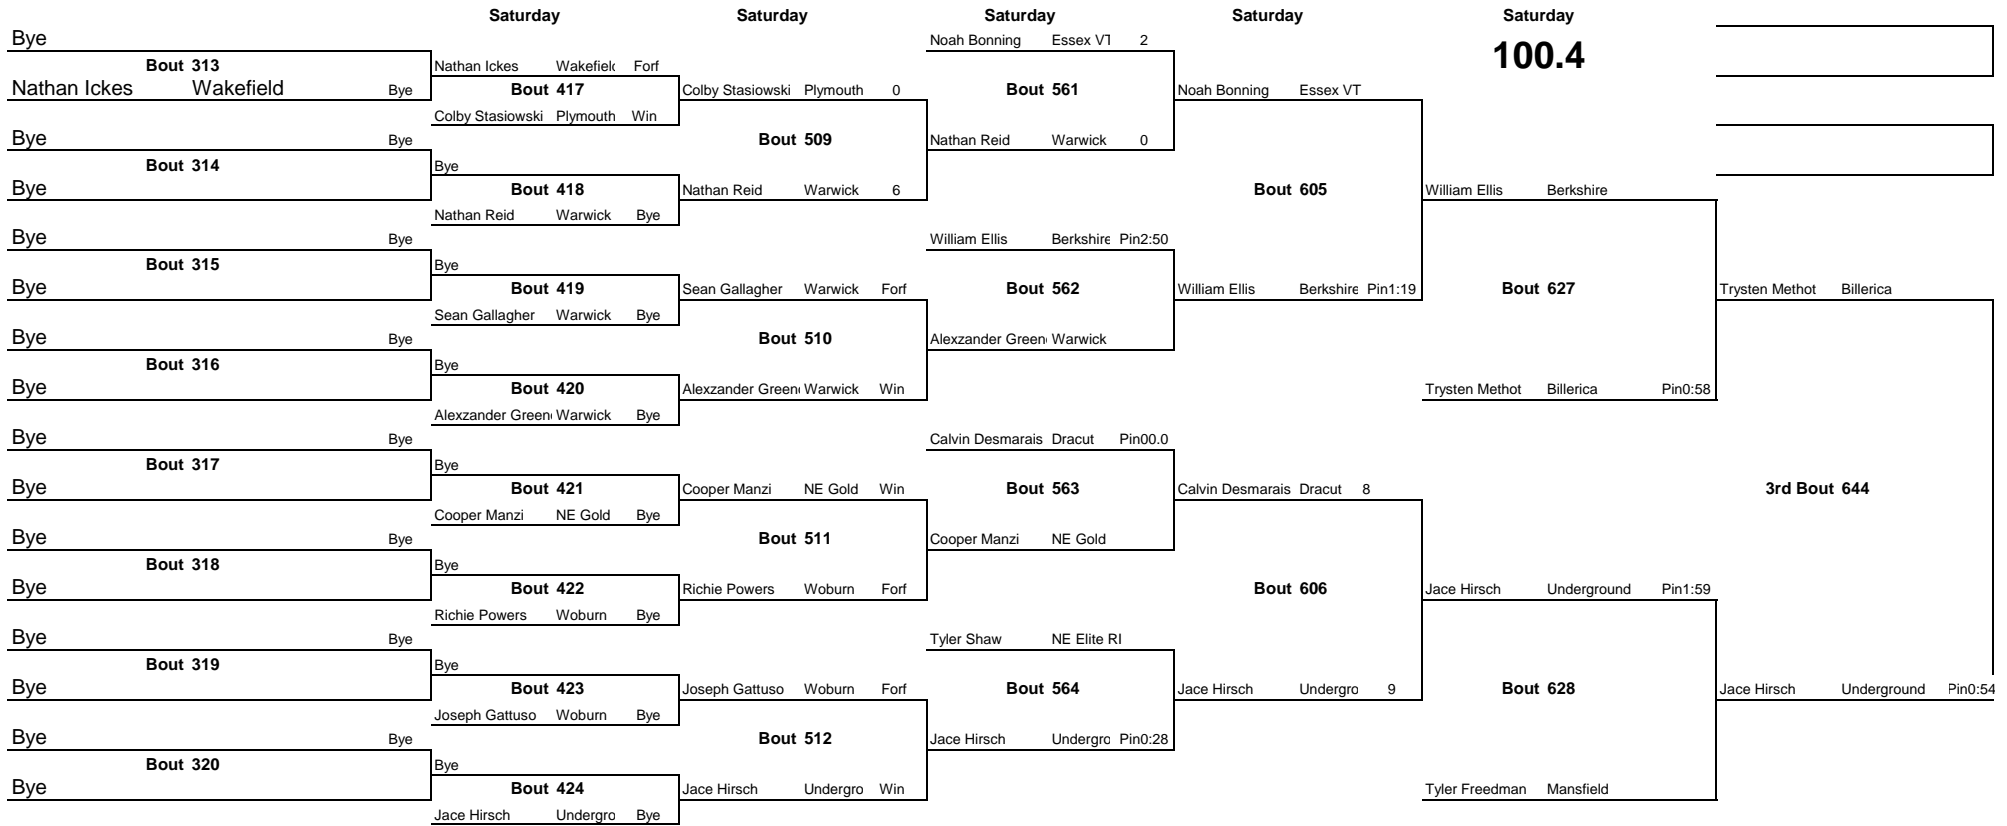 Saturday Saturday Saturday Saturday Saturday
Bye Noah Bonning Essex VT 2 100.4
Bout 313 Nathan Ickes Wakefield Forf
Nathan Ickes Wakefield Bye Bout 417 Colby Stasiowski Plymouth 0 Bout 561 Noah Bonning Essex VT
Colby Stasiowski Plymouth Win
Bye Bye Bout 509 Nathan Reid Warwick 0
Bout 314 Bye
Bye Bout 418 Nathan Reid Warwick 6 Bout 605 William Ellis Berkshire
Nathan Reid Warwick Bye
Bye Bye William Ellis Berkshire Pin2:50
Bout 315 Bye
Bye Bout 419 Sean Gallagher Warwick Forf Bout 562 William Ellis Berkshire Pin1:19 Bout 627 Trysten Methot Billerica
Sean Gallagher Warwick Bye
Bye Bye Bout 510 Alexzander Green Warwick
Bout 316 Bye
Bye Bout 420 Alexzander Green Warwick Win Trysten Methot Billerica Pin0:58
Alexzander Green Warwick Bye
Bye Bye Calvin Desmarais Dracut Pin00.0
Bout 317 Bye
Bye Bout 421 Cooper Manzi NE Gold Win Bout 563 Calvin Desmarais Dracut 8 3rd Bout 644
Cooper Manzi NE Gold Bye
Bye Bye Bout 511 Cooper Manzi NE Gold
Bout 318 Bye
Bye Bout 422 Richie Powers Woburn Forf Bout 606 Jace Hirsch Underground Pin1:59
Richie Powers Woburn Bye
Bye Bye Tyler Shaw NE Elite RI
Bout 319 Bye
Bye Bout 423 Joseph Gattuso Woburn Forf Bout 564 Jace Hirsch Undergro 9 Bout 628 Jace Hirsch Underground Pin0:54
Joseph Gattuso Woburn Bye
Bye Bye Bout 512 Jace Hirsch Undergro Pin0:28
Bout 320 Bye
Bye Bout 424 Jace Hirsch Undergro Win Tyler Freedman Mansfield
Jace Hirsch Undergro Bye